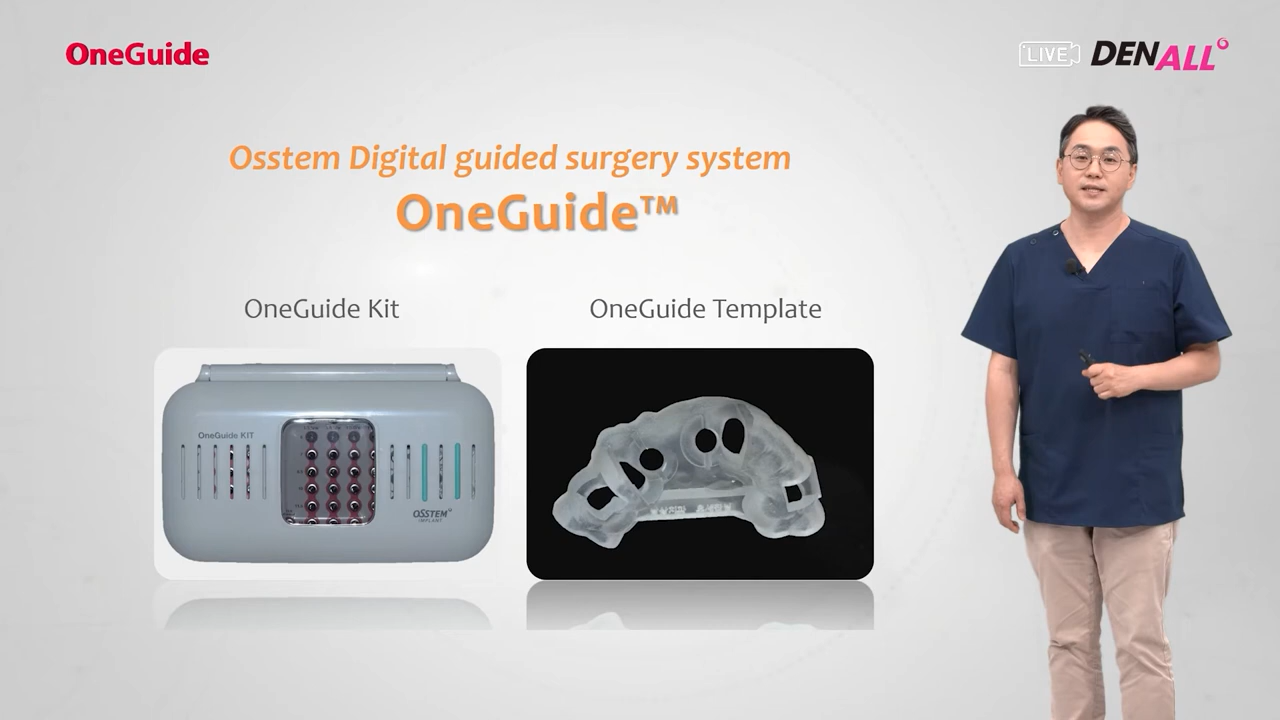 OneGuide
LIVE
DENALL
Osstem Digital guided surgery system
OneGuide™
OneGuide Kit
OneGuide Template
OneGuide KIT
OSSTEM
IMPLANT